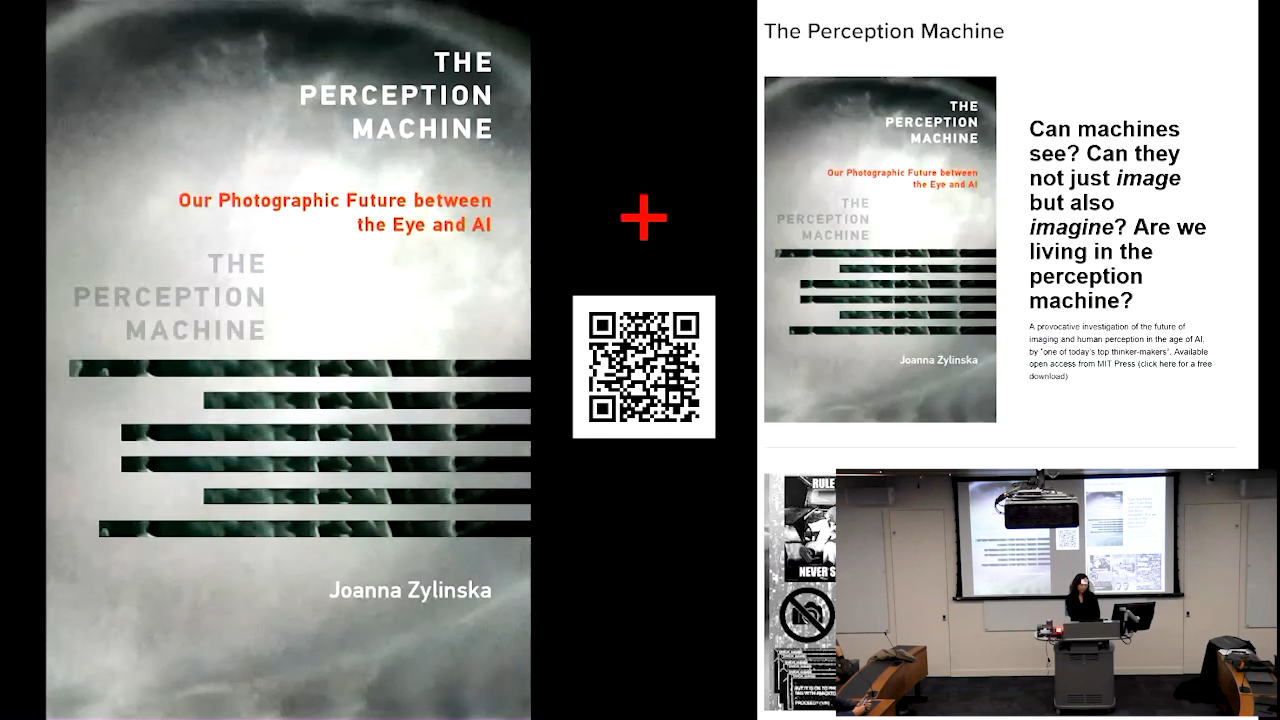 THE
PERCEPTION
MACHINE
Our Photographic Future between
the Eye and AI
THE
PERCEPTION
MACHINE
Joanna Zylinska
The Perception Machine
THE
PERCEPTION
MACHINE
Our Photographic Future between
the Eye and AI
THE
PERCEPTION
MACHINE
Joanna Zylinska
Can machines
see? Can they
not just image
but also
imagine? Are we
living in the
perception
machine?
A provocative investigation of the future of
imaging and human perception in the age of AI,
by "one of today's top thinker-makers". Available
open access from MIT Press (click here for a free
download)
RULE
NEVER S